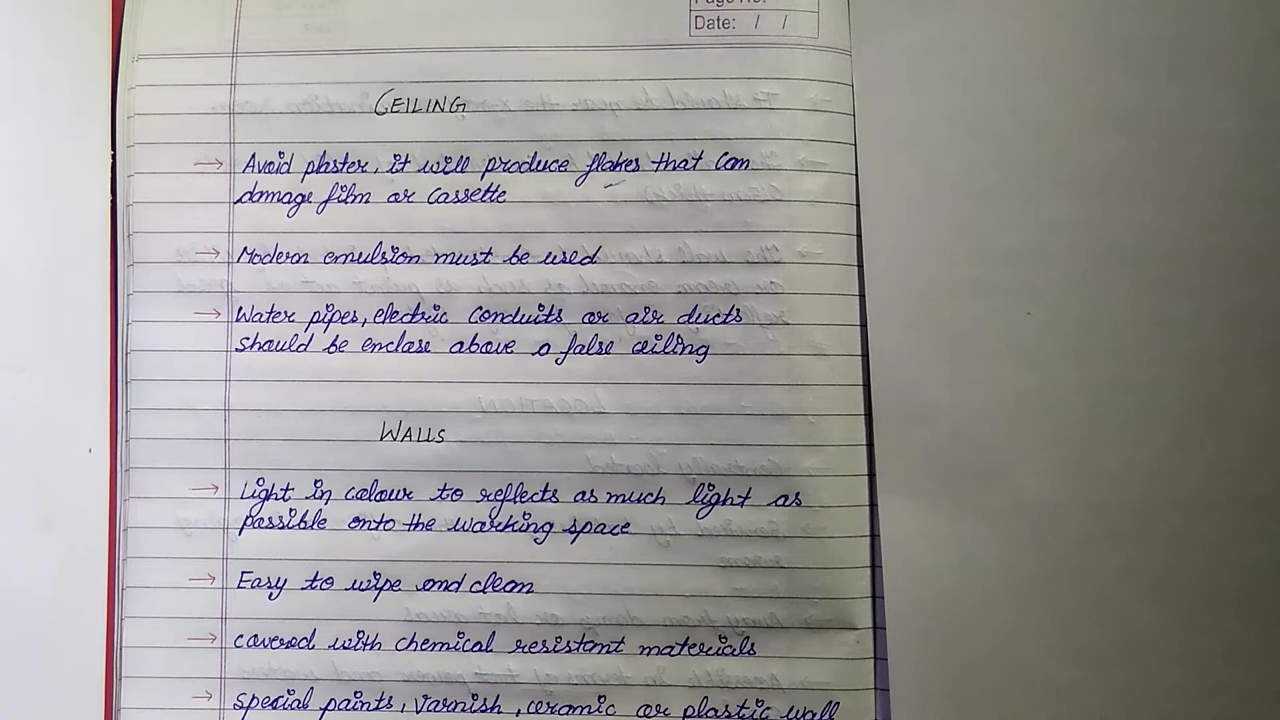 Date: / /
CEILING
→ Avoid plaster, it will produce flakes that can
damage film or cassette
→ Modern emulsion must be used
→ Water pipes, electric conduits or air ducts
should be enclose above a false ceiling
WALLS
→ Light in colour to reflects as much light as
possible onto the working space
→ Easy to wipe and clean
→ covered with chemical resistant materials
→ special paints, varnish, ceramic or plastic wall